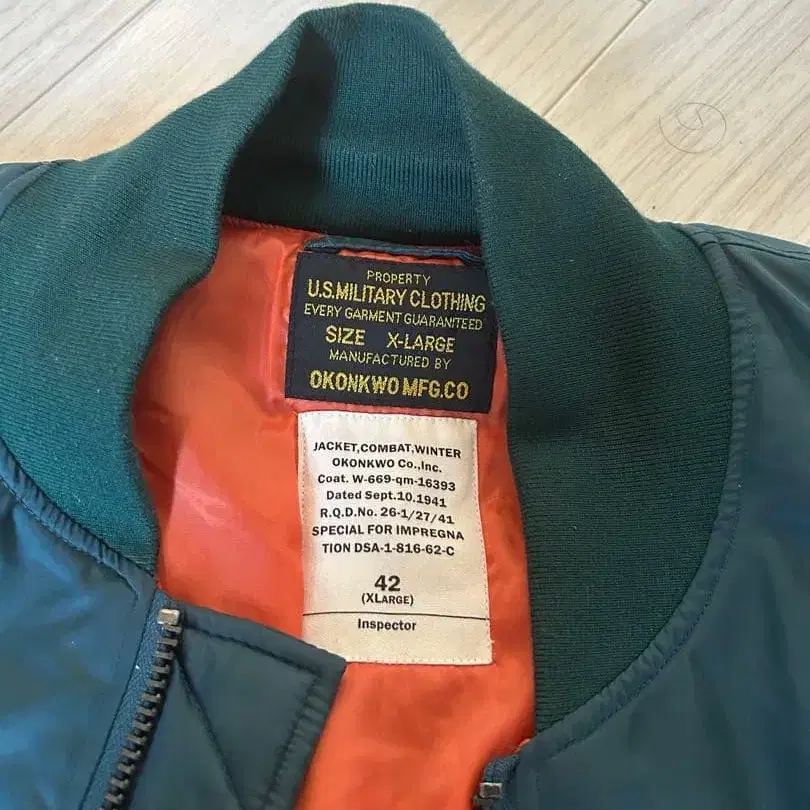 PROPERTY
U.S.MILITARY CLOTHING
EVERY GARMENT GUARANTEED
SIZE X-LARGE
MANUFACTURED BY
OKONKWO MFG.CO
JACKET,COMBAT,WINTER
OKONKWO Co.,Inc.
Coat. W-669-qm-16393
Dated Sept.10.1941
R.Q.D.No. 26-1/27/41
SPECIAL FOR IMPREGNA
TION DSA-1-816-62-C
42
(XLARGE)
Inspector